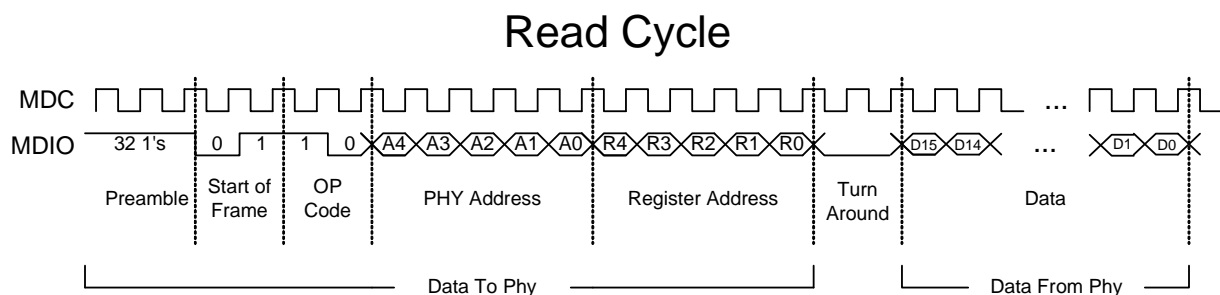 Read Cycle
MDC
...
MDIO
32 1's 0 1 1 0 A4 A3 A2 A1 A0 R4 R3 R2 R1 R0 D15 D14 ... D1 D0
Preamble
Start of
Frame
OP
Code
PHY Address
Register Address
Turn
Around
Data
Data To Phy
Data From Phy